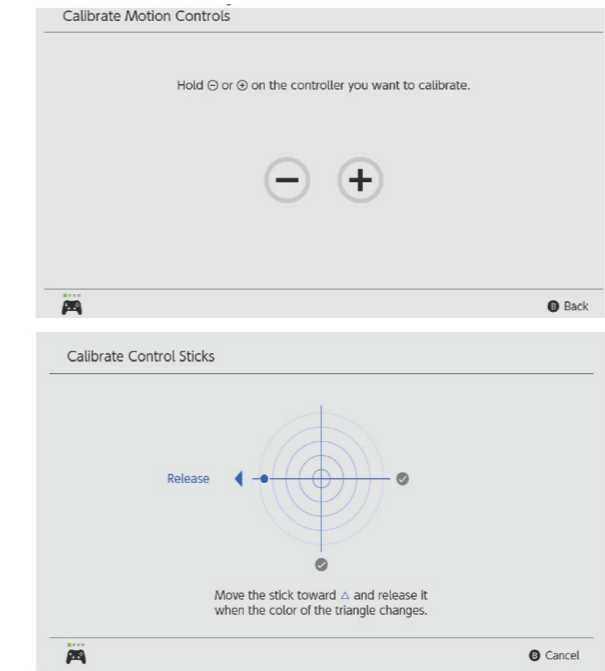 Calibrate Motion Controls
Hold ⊖ or ⊕ on the controller you want to calibrate.
B Back
Calibrate Control Sticks
Release
Move the stick toward △ and release it
when the color of the triangle changes.
B Cancel